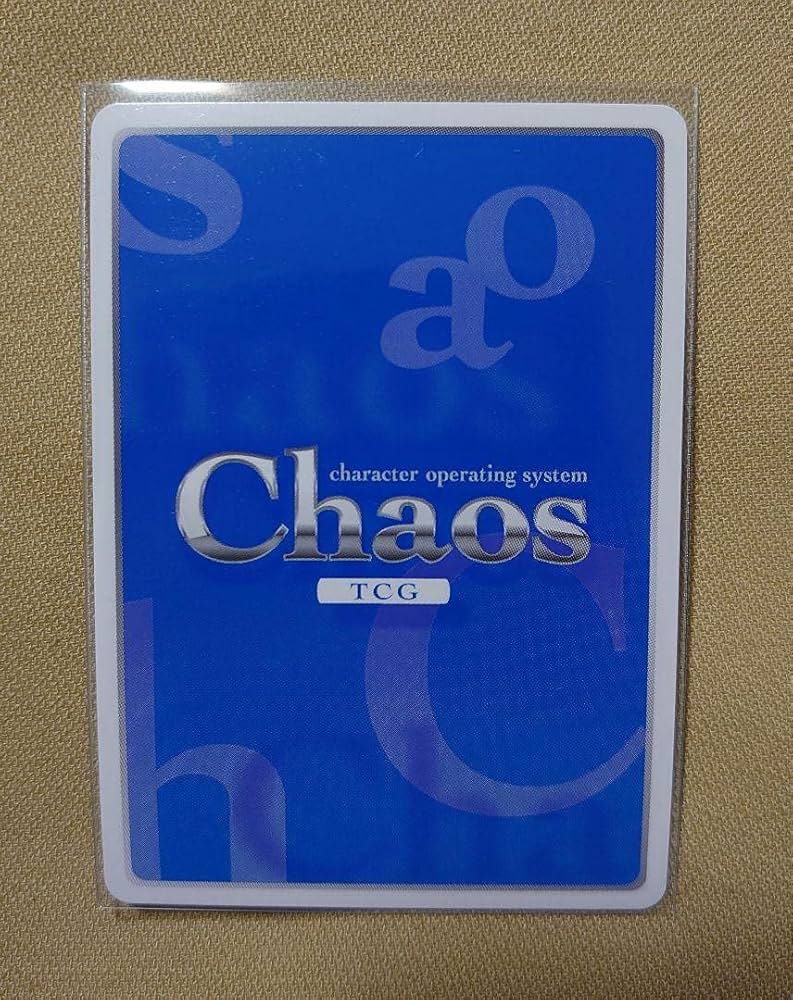 s
o
a
character operating system
Chaos
TCG
C
h